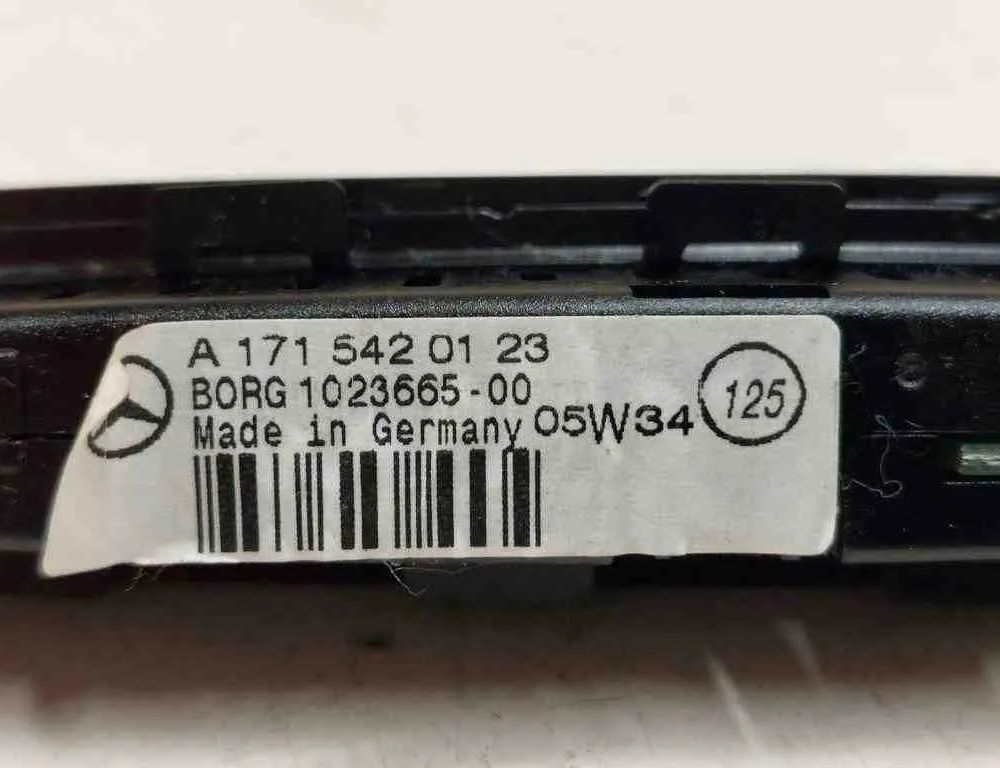 A 171 542 01 23
BORG 1023665-00
Made in Germany 05W34
125